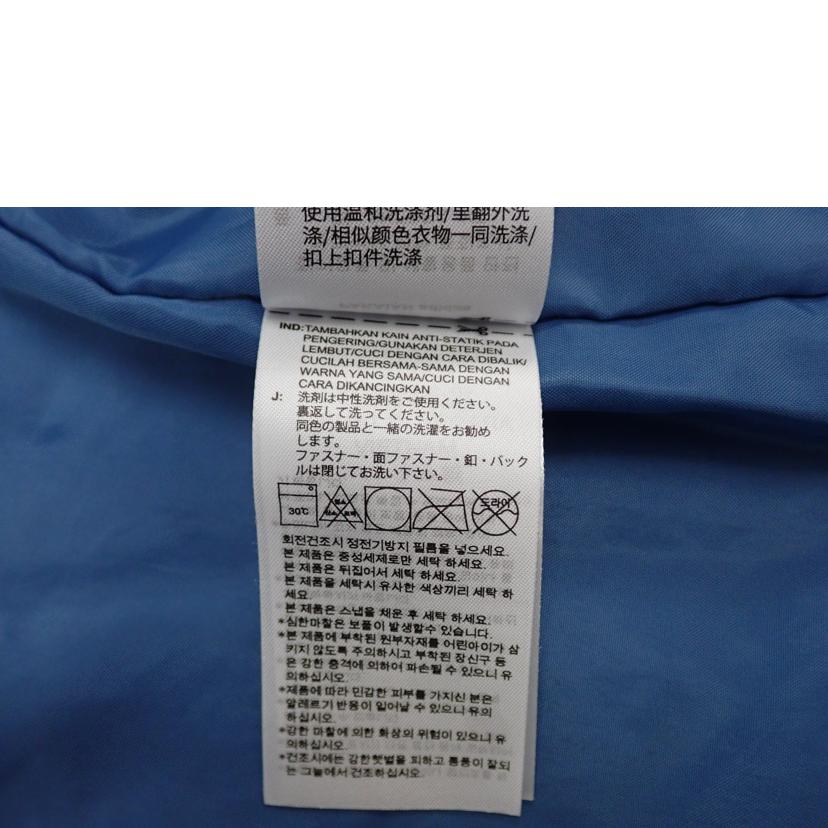 使用温和洗涤剂/里翻外洗
涤/相似颜色衣物一同洗涤/
扣上扣件洗涤
IND:TAMBAHKAN KAIN ANTI-STATIK PADA
PENGERING/GUNAKAN DETERJEN
LEMBUT/CUCI DENGAN CARA DIBALIK/
CUCILAH BERSAMA-SAMA DENGAN
WARNA YANG SAMA/CUCI DENGAN
CARA DIKANCINGKAN
J: 洗剤は中性洗剤をご使用ください。
裏返して洗ってください。
同色の製品と一緒の洗濯をお勧め
します。
ファスナー・面ファスナー・釦・バック
ルは閉じてお洗い下さい。
30℃ 도라이
회전건조시 정전기방지 필름을 넣으세요.
본 제품은 중성세제로만 세탁 하세요.
본 제품은 뒤집어서 세탁 하세요.
본 제품을 세탁시 유사한 색상끼리 세탁 하
세요.
본 제품은 스냅을 채운 후 세탁 하세요.
*심한마찰은 보풀이 발생할수 있습니다.
*본 제품에 부착된 원부자재를 어린아이가 삼
키지 않도록 주의하시고 부착된 장신구 등
은 강한 충격에 의하여 파손될 수 있으니 유
의하십시오.
*제품에 따라 민감한 피부를 가지신 분은
알레르기 반응이 일어날 수 있으니 유의
하십시오.
*강한 마찰에 의한 화상의 위험이 있으니 유
의하십시오.
*건조시에는 강한햇볕을 피하고 통풍이 잘되
는 그늘에서 건조하십시오.